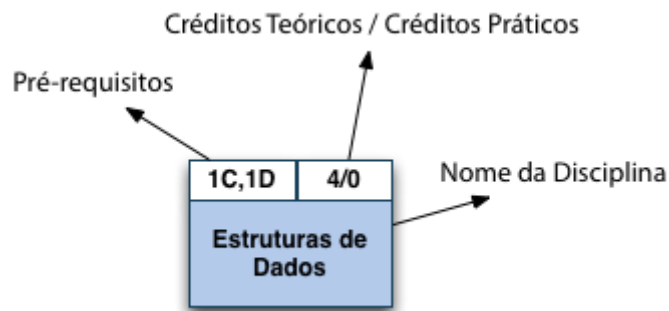 Créditos Teóricos / Créditos Práticos
Pré-requisitos
1C,1D
4/0
Nome da Disciplina
Estruturas de
Dados